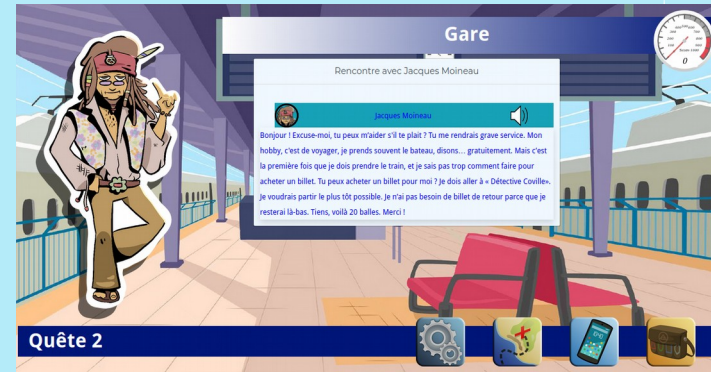 Gare
Rencontre avec Jacques Moineau
Jacques Moineau
Bonjour ! Excuse-moi, tu peux m'aider s'il te plait ? Tu me rendrais grave service. Mon
hobby, c'est de voyager, je prends souvent le bateau, disons… gratuitement. Mais c'est
la première fois que je dois prendre le train, et je sais pas trop comment faire pour
acheter un billet. Tu peux acheter un billet pour moi ? Je dois aller à « Détective Coville».
Je voudrais partir le plus tôt possible. Je n'ai pas besoin de billet de retour parce que je
resterai là-bas. Tiens, voilà 20 balles. Merci !
0
Quête 2